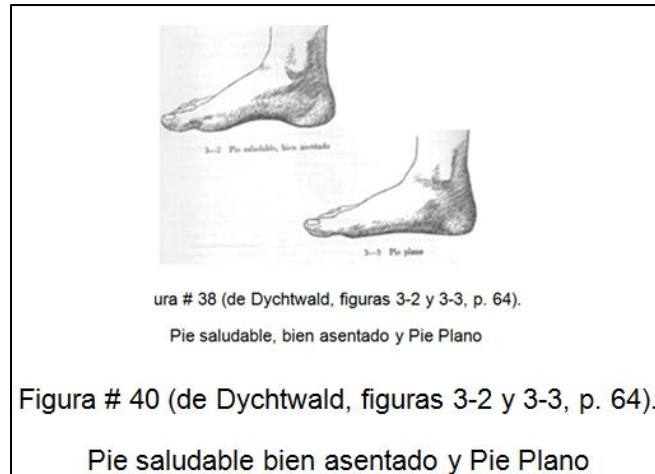 3—2 Pie saludable, bien asentado
3—3 Pie plano
ura # 38 (de Dychtwald, figuras 3-2 y 3-3, p. 64).
Pie saludable, bien asentado y Pie Plano
Figura # 40 (de Dychtwald, figuras 3-2 y 3-3, p. 64).
Pie saludable bien asentado y Pie Plano